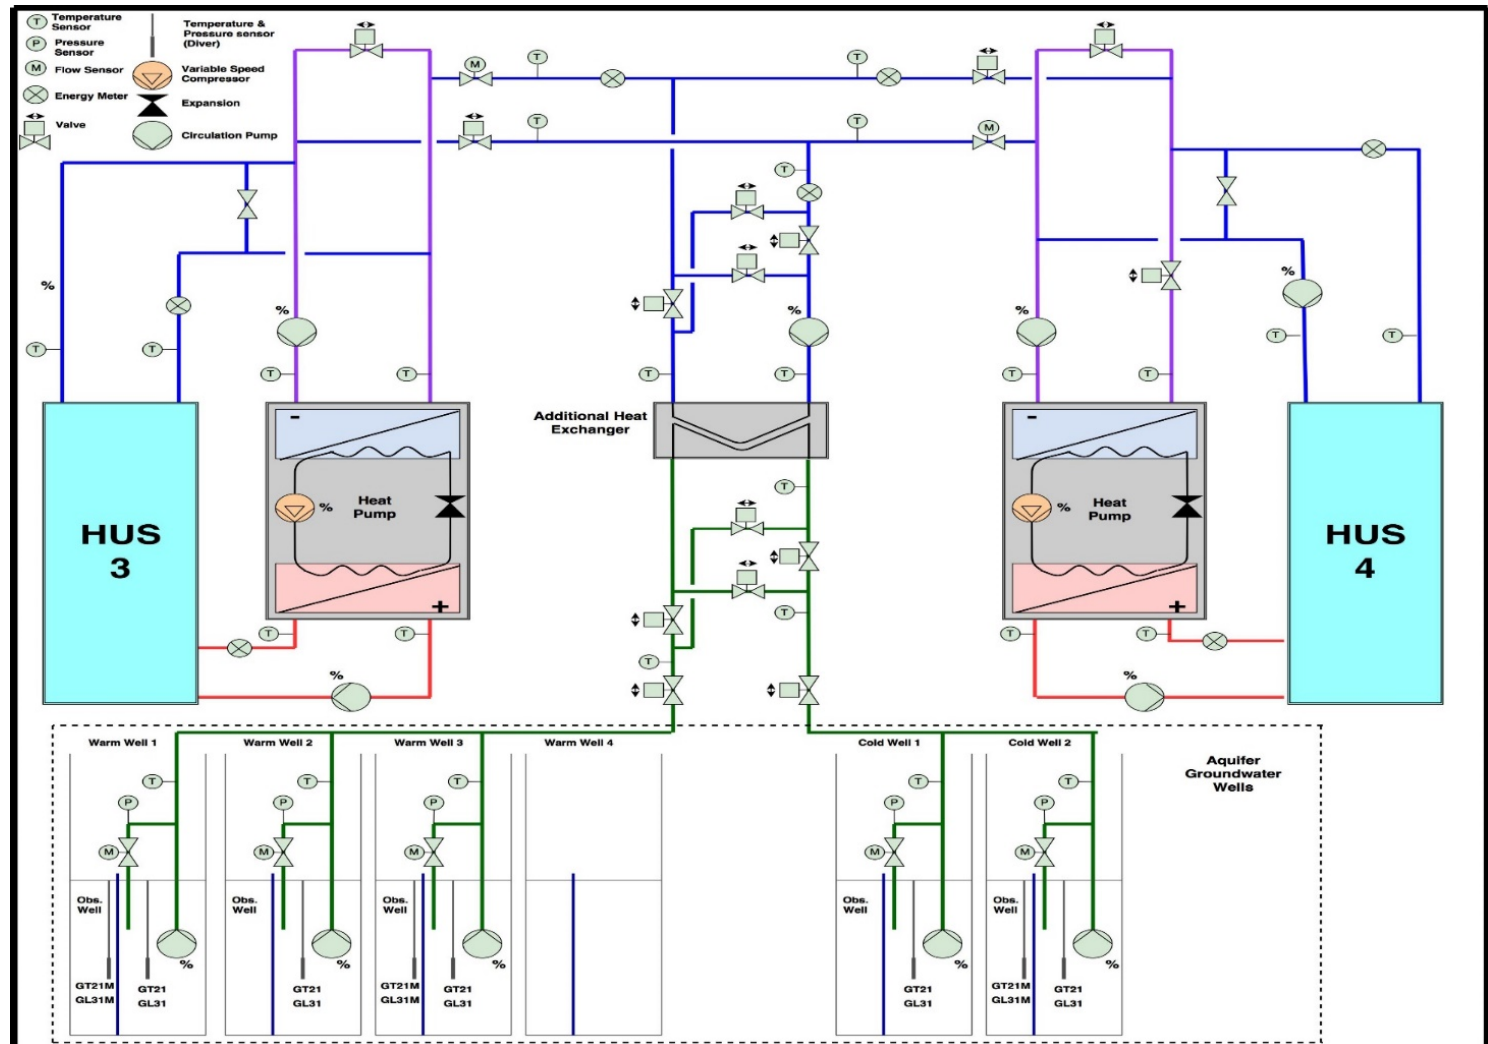 T
Temperature
Sensor
P
Pressure
Sensor
M
Flow Sensor
Energy Meter
Valve
Temperature &
Pressure sensor
(Diver)
Variable Speed
Compressor
Expansion
Circulation Pump
M
T
T
T
T
M
T
%
%
%
%
%
T
T
T
T
T
T
T
T
T
T
HUS
3
-
%
Heat
Pump
+
Additional Heat
Exchanger
-
%
Heat
Pump
+
HUS
4
T
T
T
T
T
T
T
%
%
Warm Well 1
Warm Well 2
Warm Well 3
Warm Well 4
Cold Well 1
Cold Well 2
Aquifer
Groundwater
Wells
T
T
T
T
T
P
P
P
P
P
M
M
M
M
M
Obs.
Well
Obs.
Well
Obs.
Well
Obs.
Well
Obs.
Well
%
%
%
%
%
GT21M
GL31M
GT21
GL31
GT21
GL31
GT21M
GL31M
GT21
GL31
GT21
GL31
GT21M
GL31M
GT21
GL31